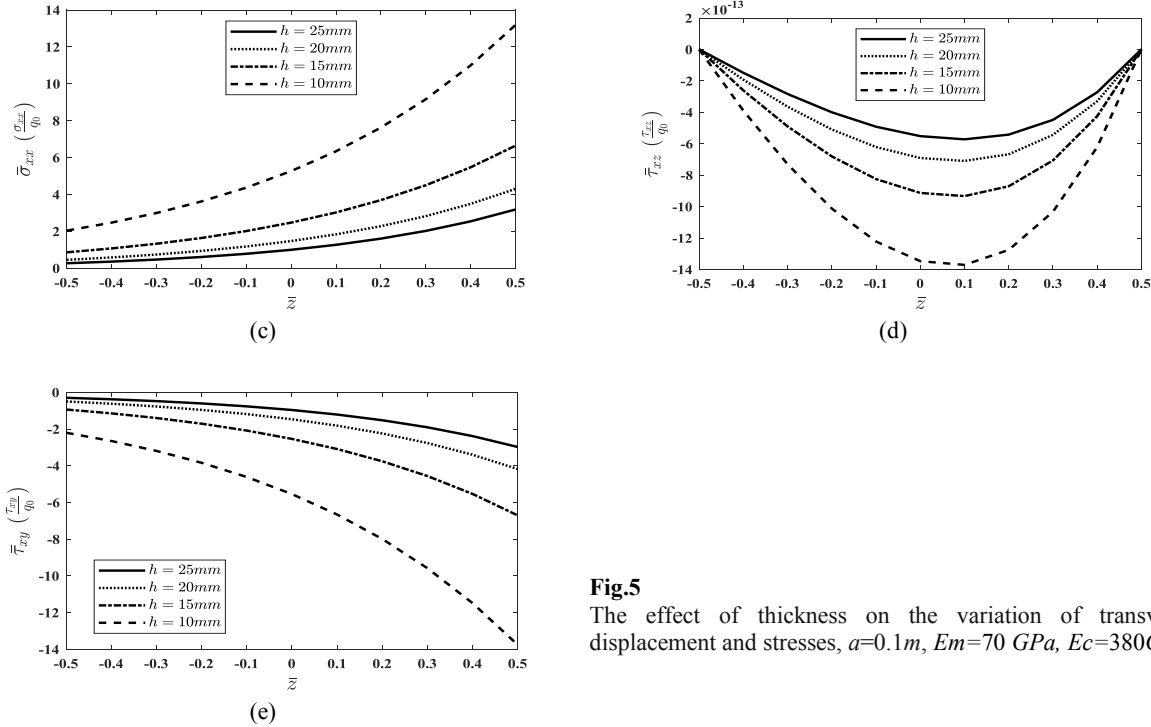 14
12
10
8
6
4
2
0
σ̄xx (σxx/q0)
h = 25mm
h = 20mm
h = 15mm
h = 10mm
-0.5 -0.4 -0.3 -0.2 -0.1 0 0.1 0.2 0.3 0.4 0.5
z̄
(c)
×10-13
2
0
-2
-4
-6
-8
-10
-12
-14
τ̄xz (τxz/q0)
h = 25mm
h = 20mm
h = 15mm
h = 10mm
-0.5 -0.4 -0.3 -0.2 -0.1 0 0.1 0.2 0.3 0.4 0.5
z̄
(d)
0
-2
-4
-6
-8
-10
-12
-14
τ̄xy (τxy/q0)
h = 25mm
h = 20mm
h = 15mm
h = 10mm
-0.5 -0.4 -0.3 -0.2 -0.1 0 0.1 0.2 0.3 0.4 0.5
z̄
(e)
Fig.5
The effect of thickness on the variation of transv
displacement and stresses, a=0.1m, Em=70 GPa, Ec=380